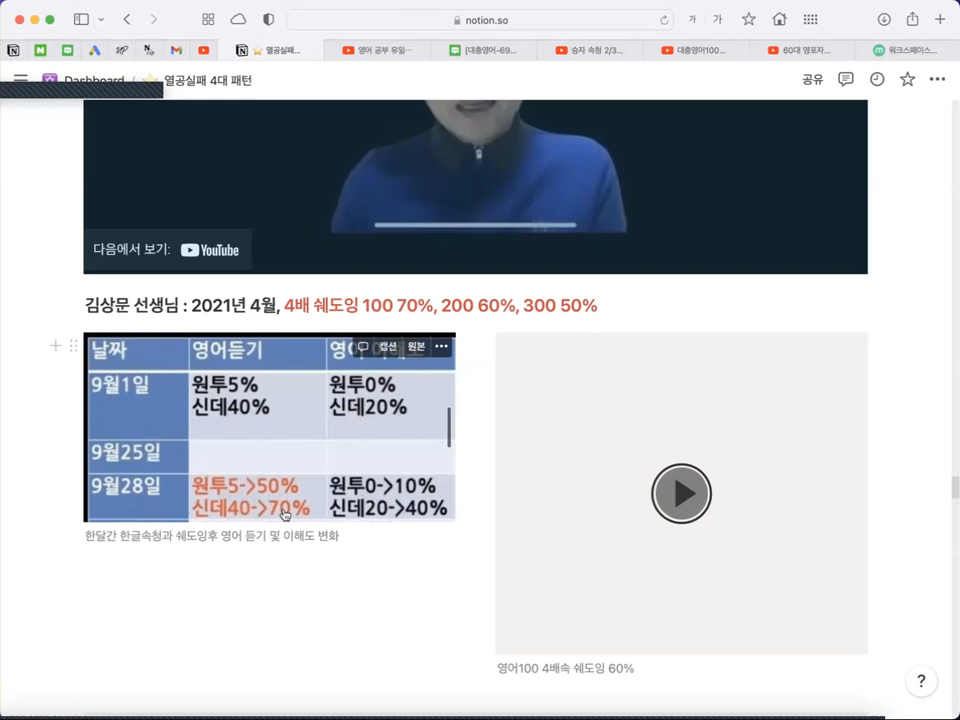 notion.so
가 가
열공실패...
영어 공부 유일...
[대충영어-69...
승자 속청 2/3...
대충영어100...
60대 영포자...
워크스페이스...
Dashboard / 열공실패 4대 패턴
공유
다음에서 보기: YouTube
김상문 선생님 : 2021년 4월, 4배 쉐도잉 100 70%, 200 60%, 300 50%
캡션 원본
날짜 영어듣기
9월1일 원투5% 원투0%
신데40% 신데20%
9월25일
9월28일 원투5->50% 원투0->10%
신데40->70% 신데20->40%
한달간 한글속청과 쉐도잉후 영어 듣기 및 이해도 변화
영어100 4배속 쉐도잉 60%
?